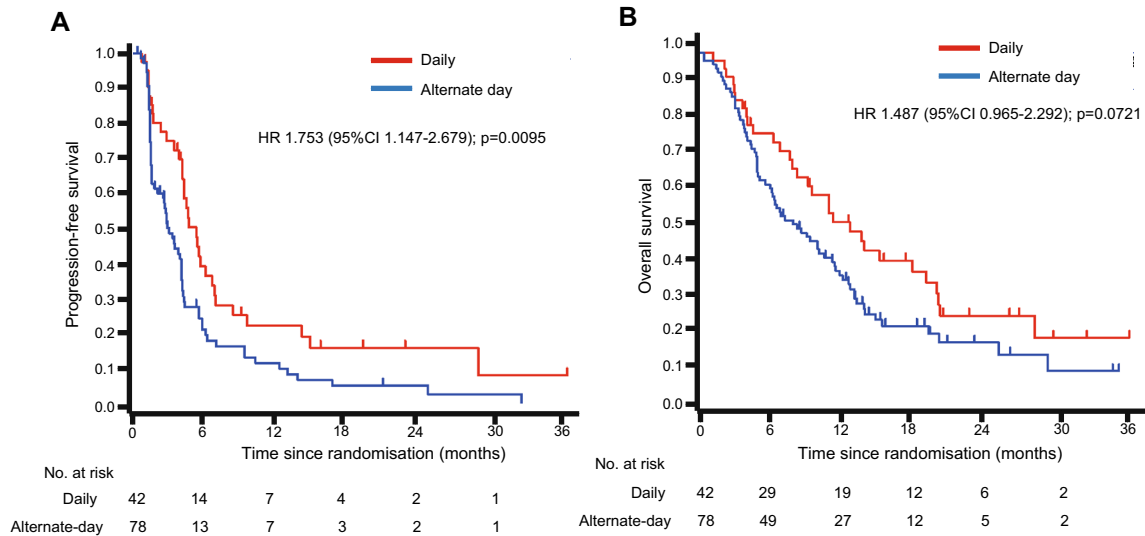 A
1.0
0.9
0.8
0.7
0.6
0.5
0.4
0.3
0.2
0.1
0.0
Progression-free survival
Daily
Alternate day
HR 1.753 (95%CI 1.147-2.679); p=0.0095
0 6 12 18 24 30 36
Time since randomisation (months)
No. at risk
Daily 42 14 7 4 2 1
Alternate-day 78 13 7 3 2 1
B
1.0
0.9
0.8
0.7
0.6
0.5
0.4
0.3
0.2
0.1
0.0
Overall survival
Daily
Alternate day
HR 1.487 (95%CI 0.965-2.292); p=0.0721
0 6 12 18 24 30 36
Time since randomisation (months)
No. at risk
Daily 42 29 19 12 6 2
Alternate-day 78 49 27 12 5 2